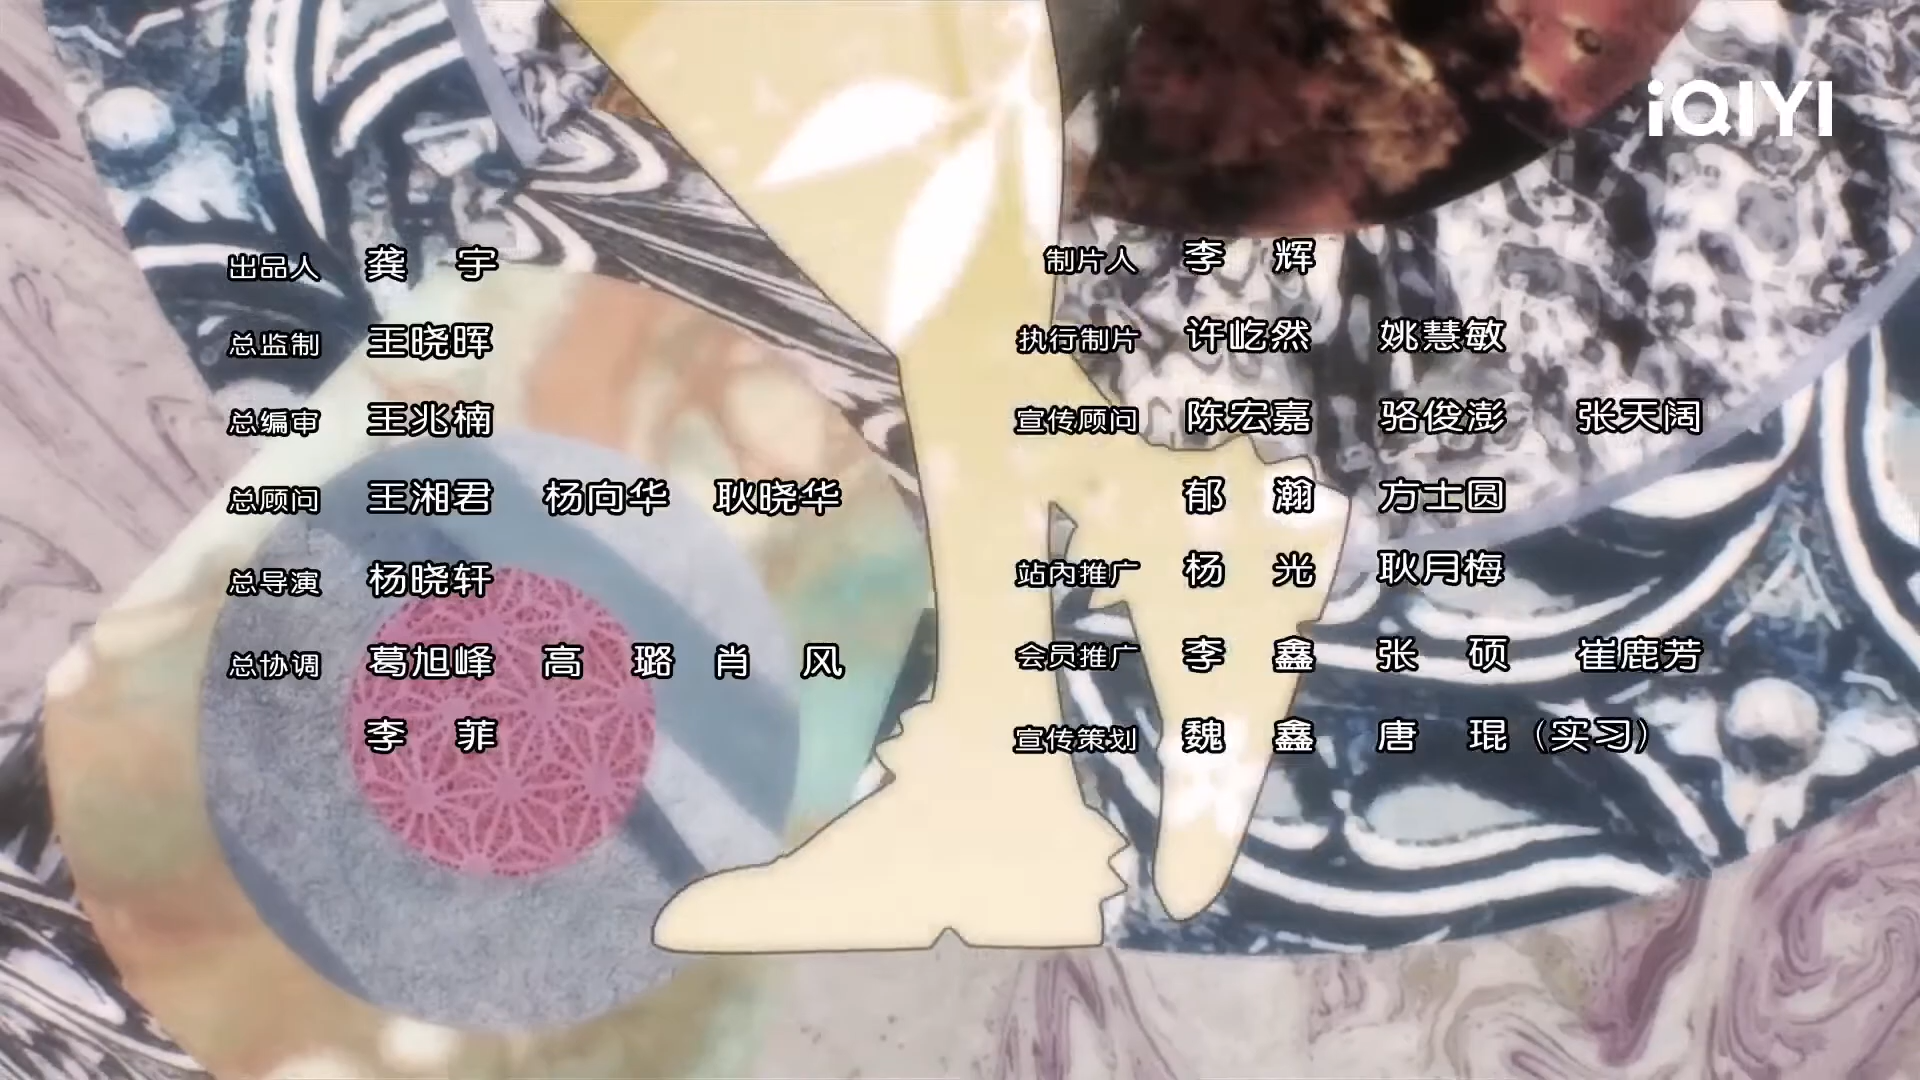 iQIYI
出品人 龚宇
总监制 王晓晖
总编审 王兆楠
总顾问 王湘君 杨向华 耿晓华
总导演 杨晓轩
总协调 葛旭峰 高璐 肖风
李菲
制片人 李辉
执行制片 许屹然 姚慧敏
宣传顾问 陈宏嘉 骆俊澎 张天阔
郁瀚 方士圆
站内推广 杨光 耿月梅
会员推广 李鑫 张硕 崔鹿芳
宣传策划 魏鑫 唐琨（实习）